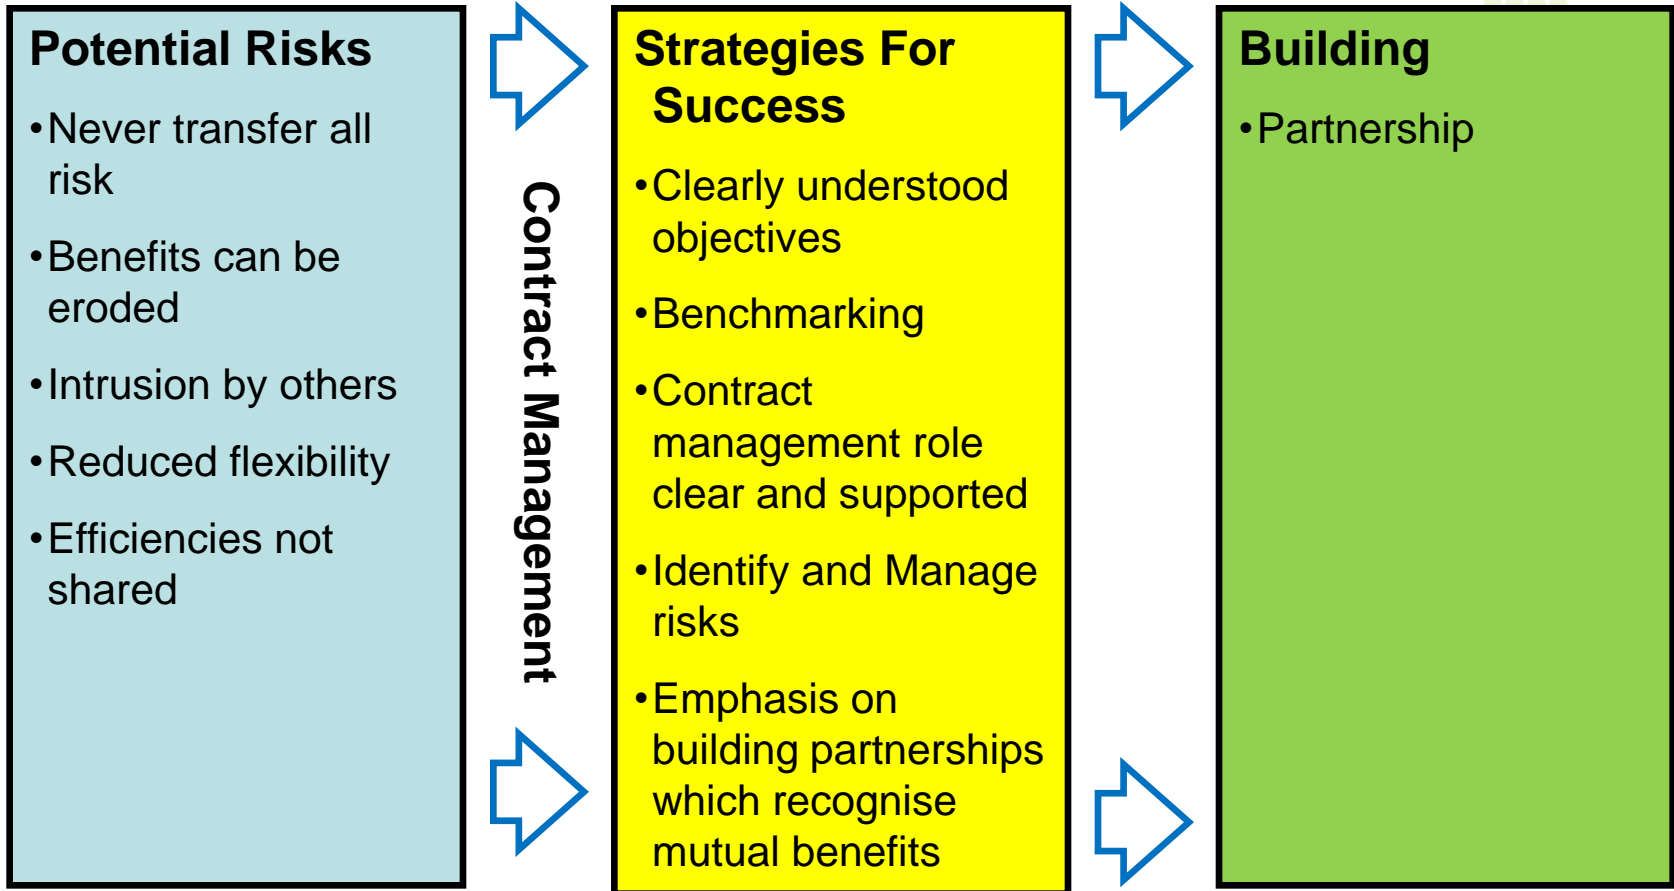 Potential Risks
•Never transfer all
risk
•Benefits can be
eroded
•Intrusion by others
•Reduced flexibility
•Efficiencies not
shared
Contract Management
Strategies For
Success
•Clearly understood
objectives
•Benchmarking
•Contract
management role
clear and supported
•Identify and Manage
risks
•Emphasis on
building partnerships
which recognise
mutual benefits
Building
•Partnership